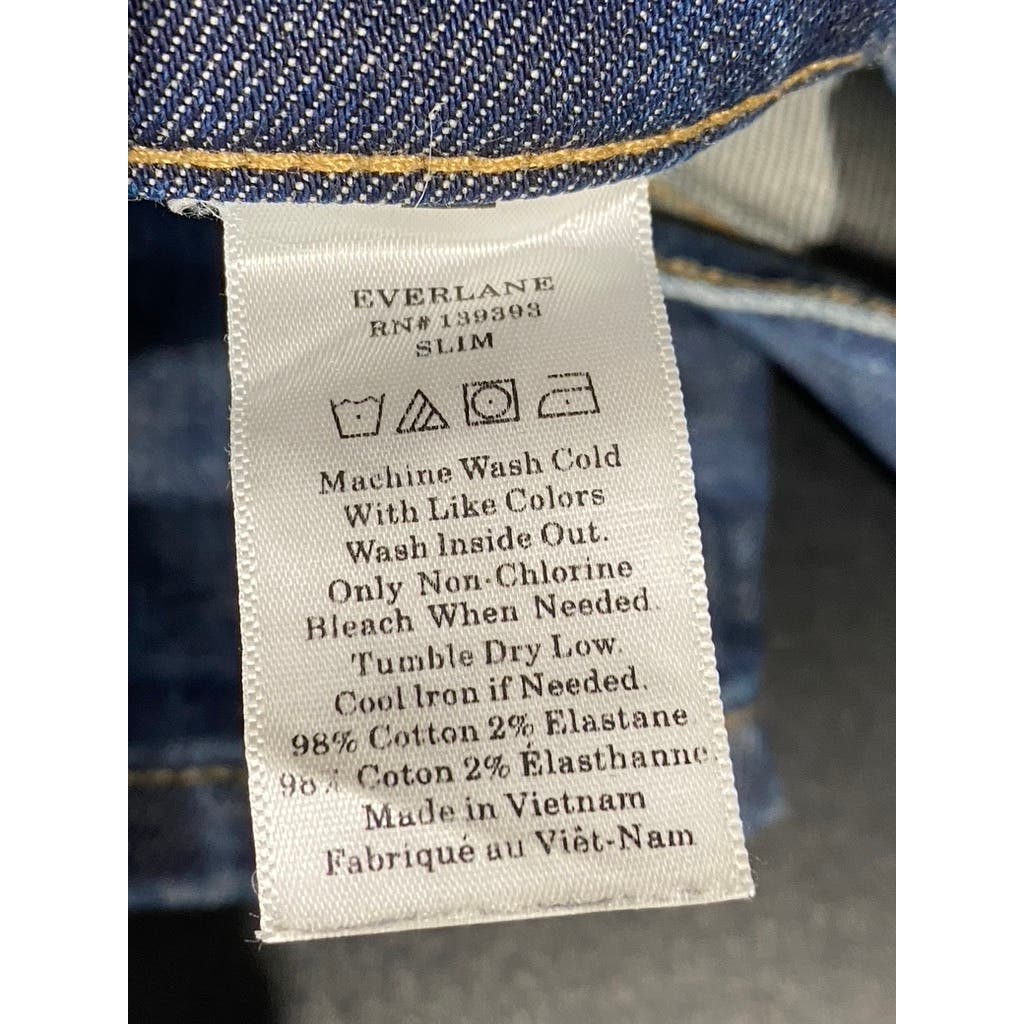 EVERLANE
RN# 139393
SLIM
Machine Wash Cold
With Like Colors
Wash Inside Out.
Only Non-Chlorine
Bleach When Needed.
Tumble Dry Low.
Cool Iron if Needed.
98% Cotton 2% Elastane
98% Coton 2% Élasthanne
Made in Vietnam
Fabriqué au Viêt-Nam